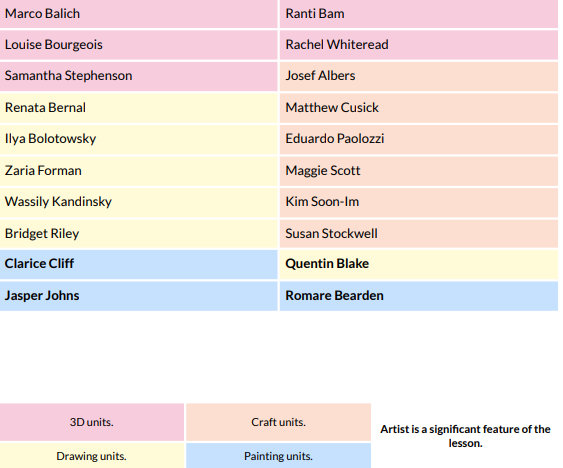 Marco Balich Ranti Bam
Louise Bourgeois Rachel Whiteread
Samantha Stephenson Josef Albers
Renata Bernal Matthew Cusick
Ilya Bolotowsky Eduardo Paolozzi
Zaria Forman Maggie Scott
Wassily Kandinsky Kim Soon-Im
Bridget Riley Susan Stockwell
Clarice Cliff Quentin Blake
Jasper Johns Romare Bearden
3D units. Craft units.
Artist is a significant feature of the
lesson.
Drawing units. Painting units.